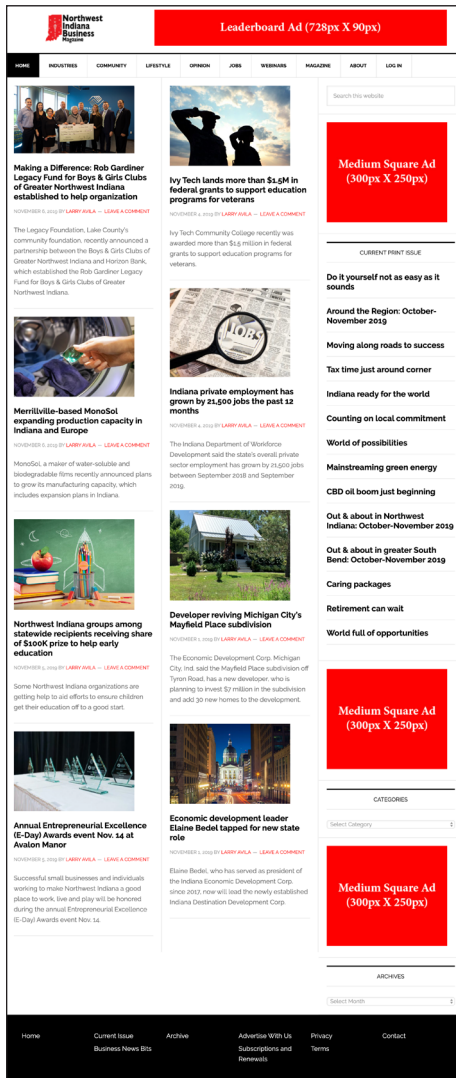 Northwest
Indiana
Business
Magazine
Leaderboard Ad (728px X 90px)
HOME
INDUSTRIES
COMMUNITY
LIFESTYLE
OPINION
JOBS
WEBINARS
MAGAZINE
ABOUT
LOG IN
Making a Difference: Rob Gardiner
Legacy Fund for Boys & Girls Clubs
of Greater Northwest Indiana
established to help organization
NOVEMBER 6, 2019 BY LARRY AVILA — LEAVE A COMMENT
The Legacy Foundation, Lake County's
community foundation, recently announced a
partnership between the Boys & Girls Clubs of
Greater Northwest Indiana and Horizon Bank,
which established the Rob Gardiner Legacy
Fund for Boys & Girls Clubs of Greater
Northwest Indiana.
Merrillville-based MonoSol
expanding production capacity in
Indiana and Europe
NOVEMBER 6, 2019 BY LARRY AVILA — LEAVE A COMMENT
MonoSol, a maker of water-soluble and
biodegradable films recently announced plans
to grow its manufacturing capacity, which
includes expansion plans in Indiana.
Northwest Indiana groups among
statewide recipients receiving share
of $100K prize to help early
education
NOVEMBER 5, 2019 BY LARRY AVILA — LEAVE A COMMENT
Some Northwest Indiana organizations are
getting help to aid efforts to ensure children
get their education off to a good start.
Annual Entrepreneurial Excellence
(E-Day) Awards event Nov. 14 at
Avalon Manor
NOVEMBER 5, 2019 BY LARRY AVILA — LEAVE A COMMENT
Successful small businesses and individuals
working to make Northwest Indiana a good
place to work, live and play will be honored
during the annual Entrepreneurial Excellence
(E-Day) Awards event Nov. 14.
Ivy Tech lands more than $1.5M in
federal grants to support education
programs for veterans
NOVEMBER 4, 2019 BY LARRY AVILA — LEAVE A COMMENT
Ivy Tech Community College recently was
awarded more than $1.5 million in federal
grants to support education programs for
veterans.
JOBS
Indiana private employment has
grown by 21,500 jobs the past 12
months
NOVEMBER 4, 2019 BY LARRY AVILA — LEAVE A COMMENT
The Indiana Department of Workforce
Development said the state's overall private
sector employment has grown by 21,500 jobs
between September 2018 and September
2019.
Developer reviving Michigan City's
Mayfield Place subdivision
NOVEMBER 1, 2019 BY LARRY AVILA — LEAVE A COMMENT
The Economic Development Corp. Michigan
City, Ind. said the Mayfield Place subdivision off
Tyron Road, has a new developer, who is
planning to invest $7 million in the subdivision
and add 30 new homes to the development.
Economic development leader
Elaine Bedel tapped for new state
role
NOVEMBER 1, 2019 BY LARRY AVILA — LEAVE A COMMENT
Elaine Bedel, who has served as president of
the Indiana Economic Development Corp.
since 2017, now will lead the newly established
Indiana Destination Development Corp.
Search this website
Medium Square Ad
(300px X 250px)
CURRENT PRINT ISSUE
Do it yourself not as easy as it
sounds
Around the Region: October-
November 2019
Moving along roads to success
Tax time just around corner
Indiana ready for the world
Counting on local commitment
World of possibilities
Mainstreaming green energy
CBD oil boom just beginning
Out & about in Northwest
Indiana: October-November 2019
Out & about in greater South
Bend: October-November 2019
Caring packages
Retirement can wait
World full of opportunities
Medium Square Ad
(300px X 250px)
CATEGORIES
Select Category
Medium Square Ad
(300px X 250px)
ARCHIVES
Select Month
Home
Current Issue
Business News Bits
Archive
Advertise With Us
Subscriptions and
Renewals
Privacy
Terms
Contact